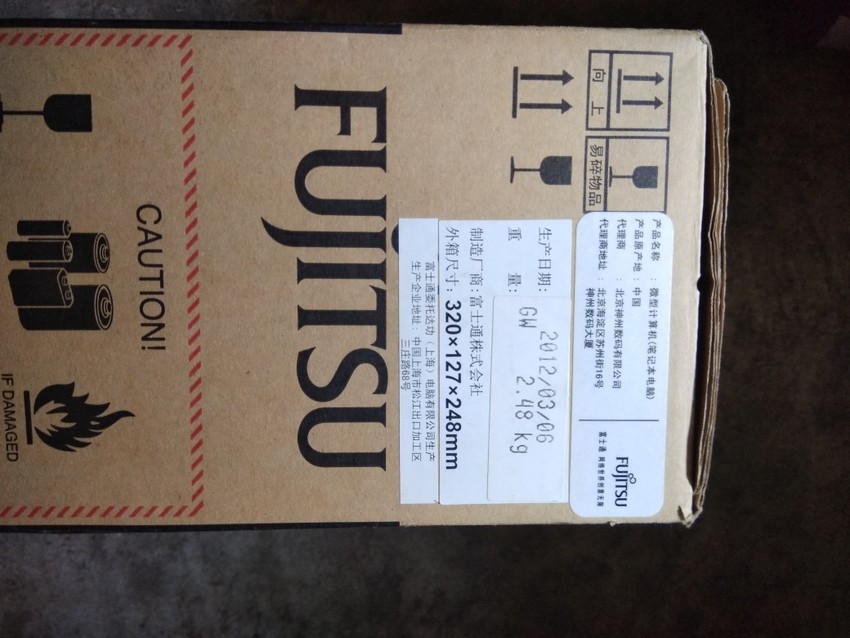 FUJITSU
CAUTION!
IF DAMAGED
向上
易碎物品
产品名称 : 微型计算机(笔记本电脑)
产品原产地: 中国
代理商 : 北京神州数码有限公司
代理商地址: 北京海淀区苏州街16号
神州数码大厦
FUJITSU
富士通
生产日期: 2012/03/06
重 量: GW 2.48 kg
制造厂商: 富士通株式会社
外箱尺寸: 320×127×248mm
富士通委托达功（上海）电脑有限公司生产
生产企业地址: 中国上海市松江出口加工区
三庄路68号